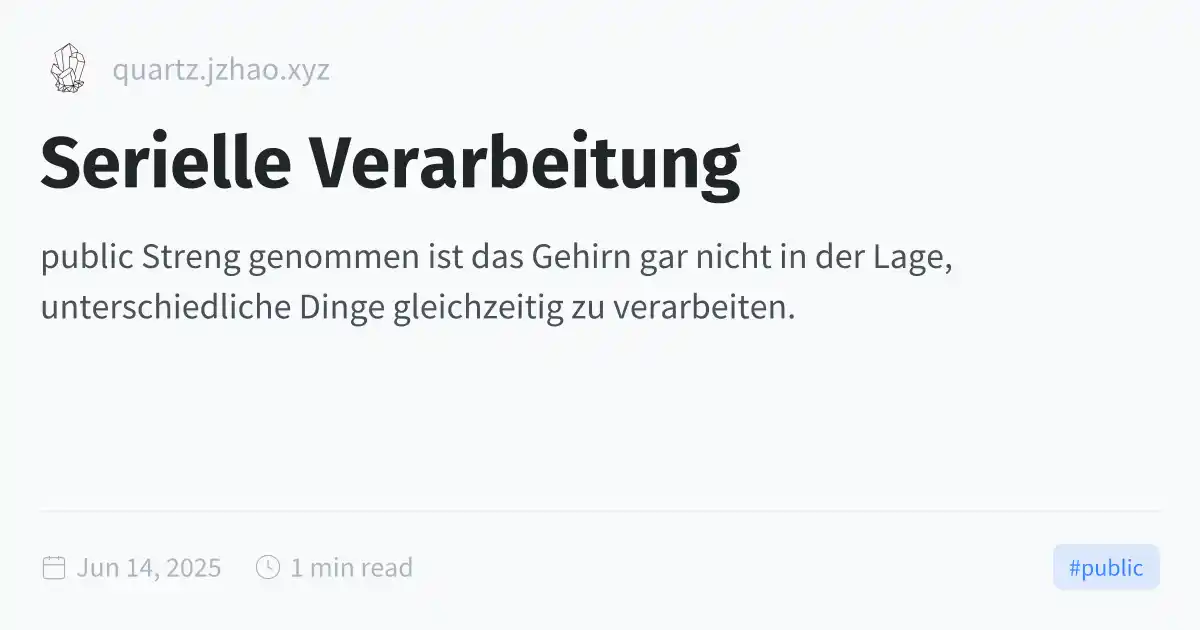 quartz.jzhao.xyz
Serielle Verarbeitung
public Streng genommen ist das Gehirn gar nicht in der Lage,
unterschiedliche Dinge gleichzeitig zu verarbeiten.
Jun 14, 2025 1 min read #public